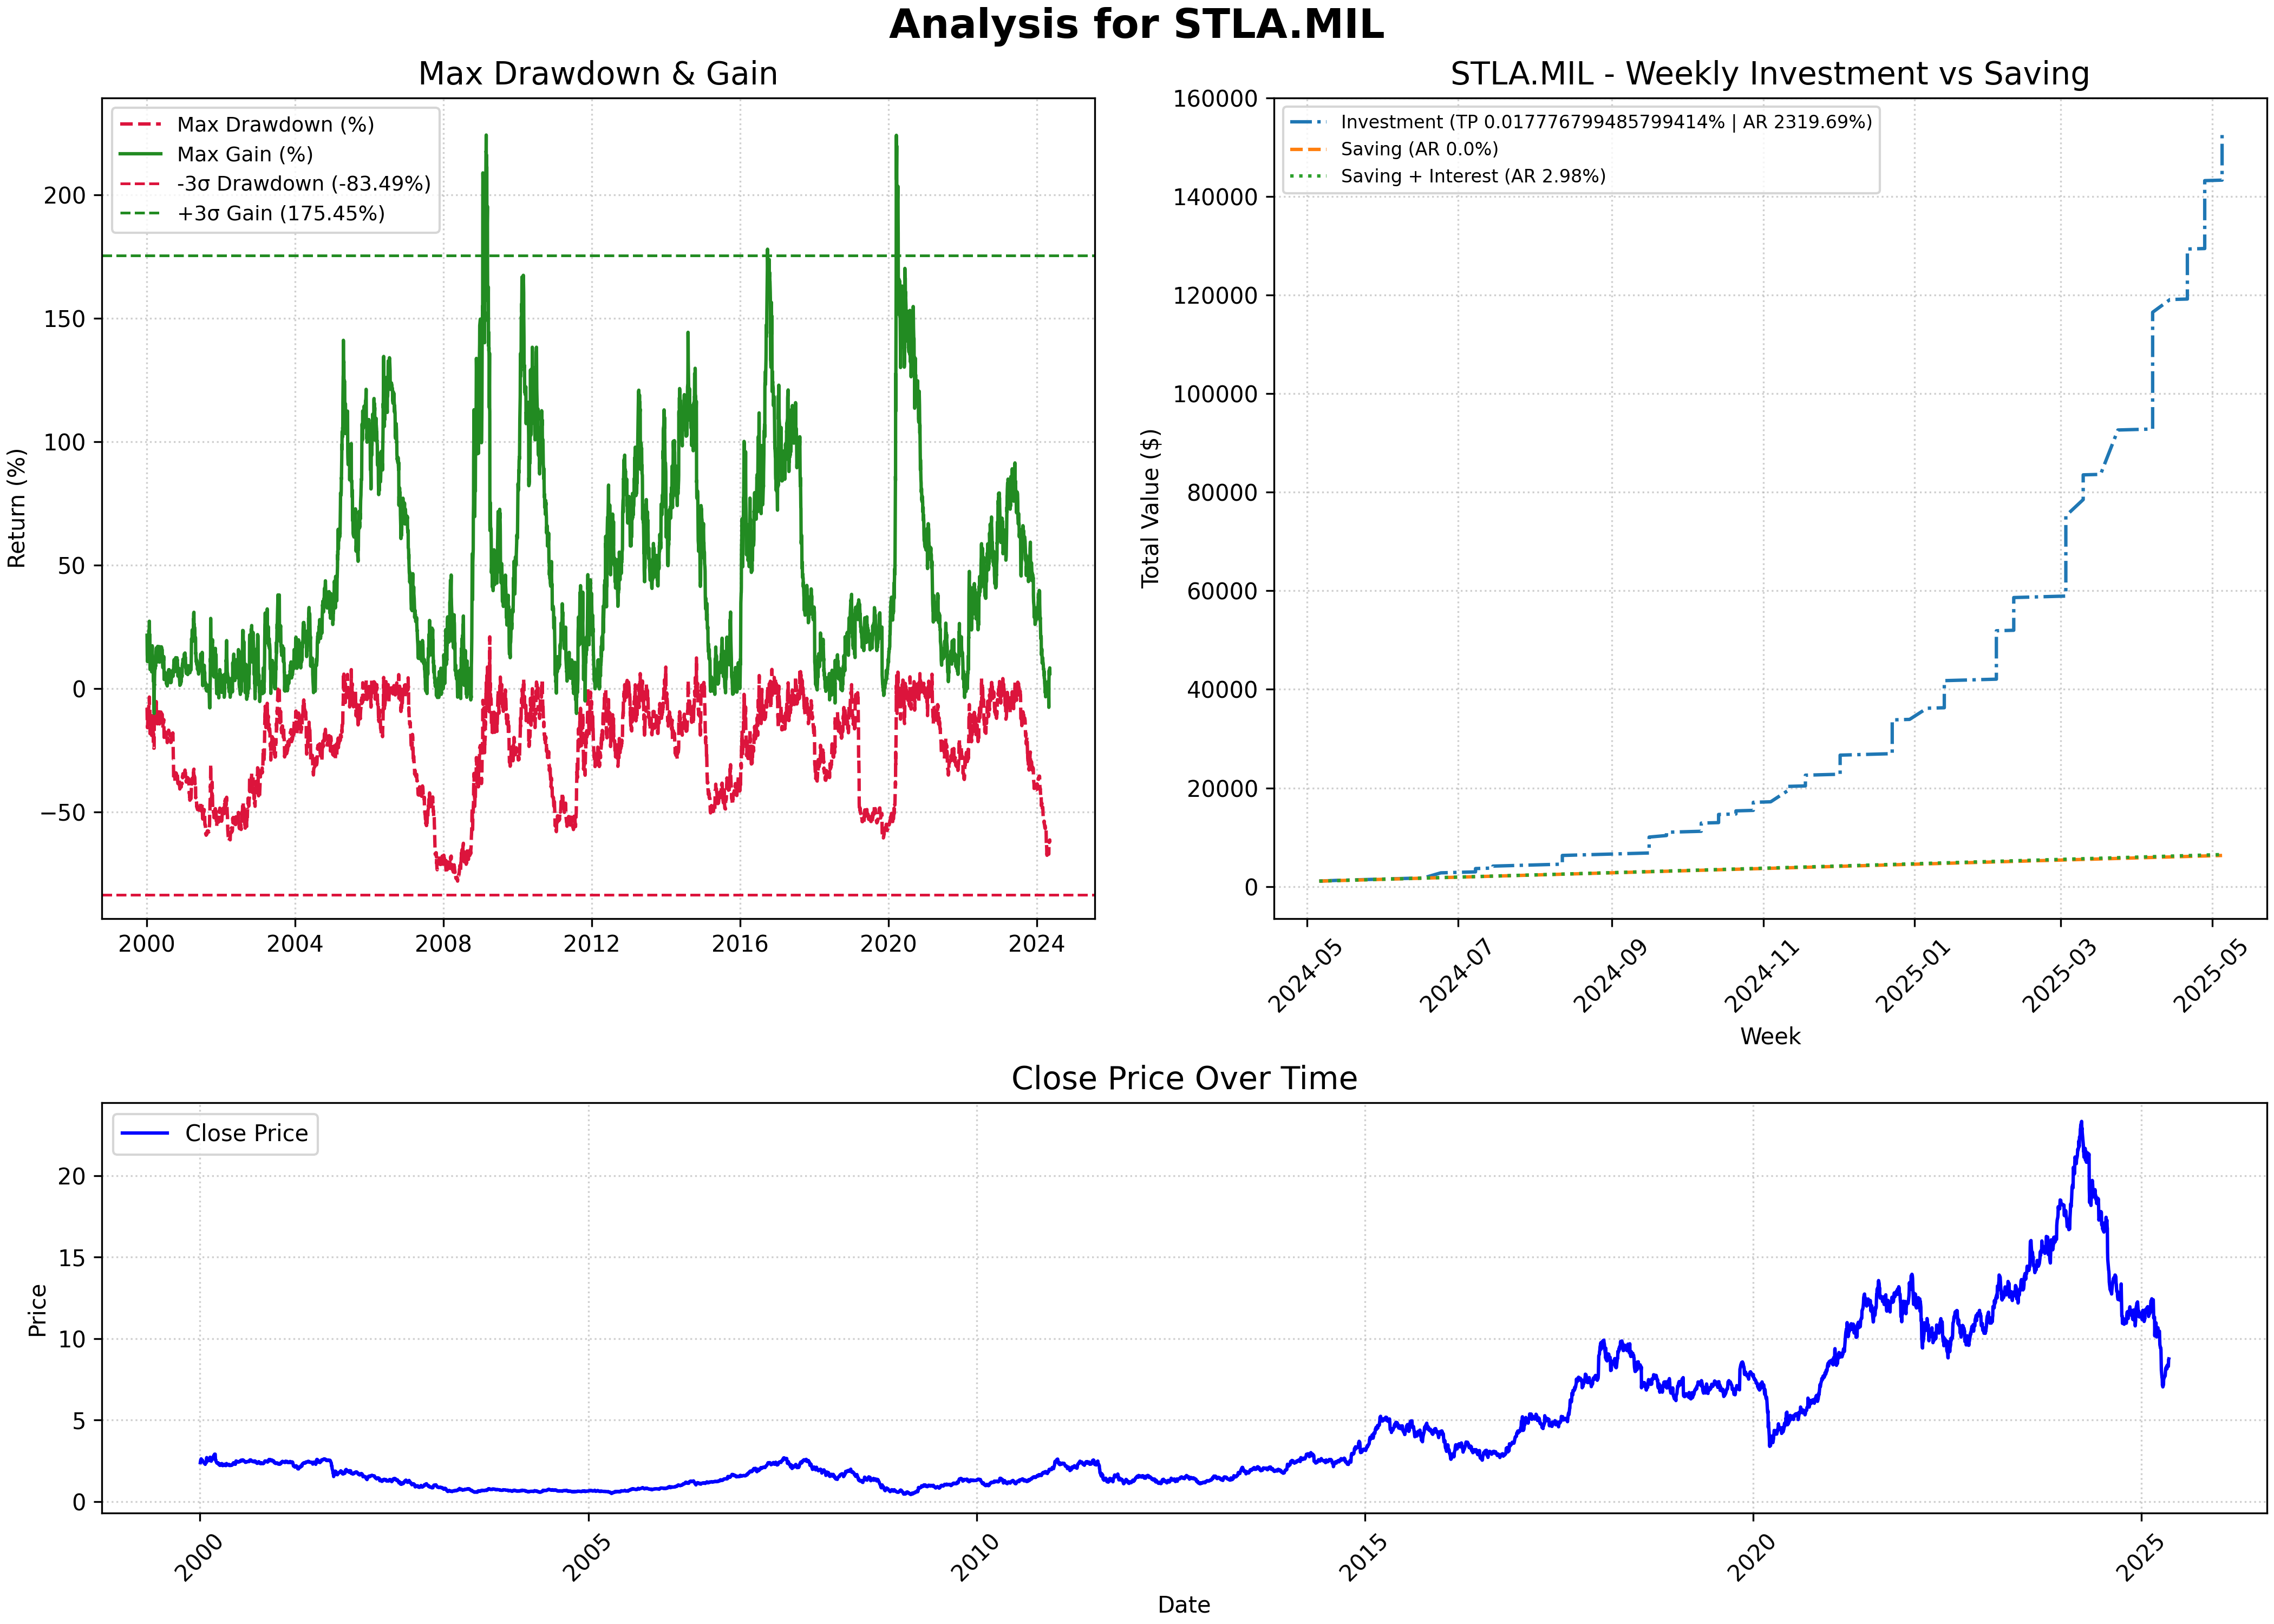 Analysis for STLA.MIL
Max Drawdown & Gain
Max Drawdown (%)
Max Gain (%)
-3σ Drawdown (-83.49%)
+3σ Gain (175.45%)
Return (%)
200
150
100
50
0
−50
2000 2004 2008 2012 2016 2020 2024
STLA.MIL - Weekly Investment vs Saving
Investment (TP 0.017776799485799414% | AR 2319.69%)
Saving (AR 0.0%)
Saving + Interest (AR 2.98%)
Total Value ($)
160000
140000
120000
100000
80000
60000
40000
20000
0
2024-05 2024-07 2024-09 2024-11 2025-01 2025-03 2025-05
Week
Close Price Over Time
Close Price
Price
20
15
10
5
0
2000 2005 2010 2015 2020 2025
Date